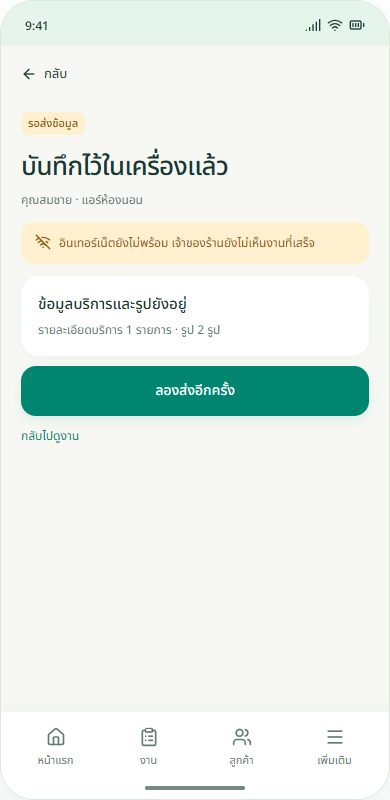 9:41
กลับ
รอส่งข้อมูล
บันทึกไว้ในเครื่องแล้ว
คุณสมชาย · แอร์ห้องนอน
อินเทอร์เน็ตยังไม่พร้อม เจ้าของร้านยังไม่เห็นงานที่เสร็จ
ข้อมูลบริการและรูปยังอยู่
รายละเอียดบริการ 1 รายการ · รูป 2 รูป
ลองส่งอีกครั้ง
กลับไปดูงาน
หน้าแรก
งาน
ลูกค้า
เพิ่มเติม